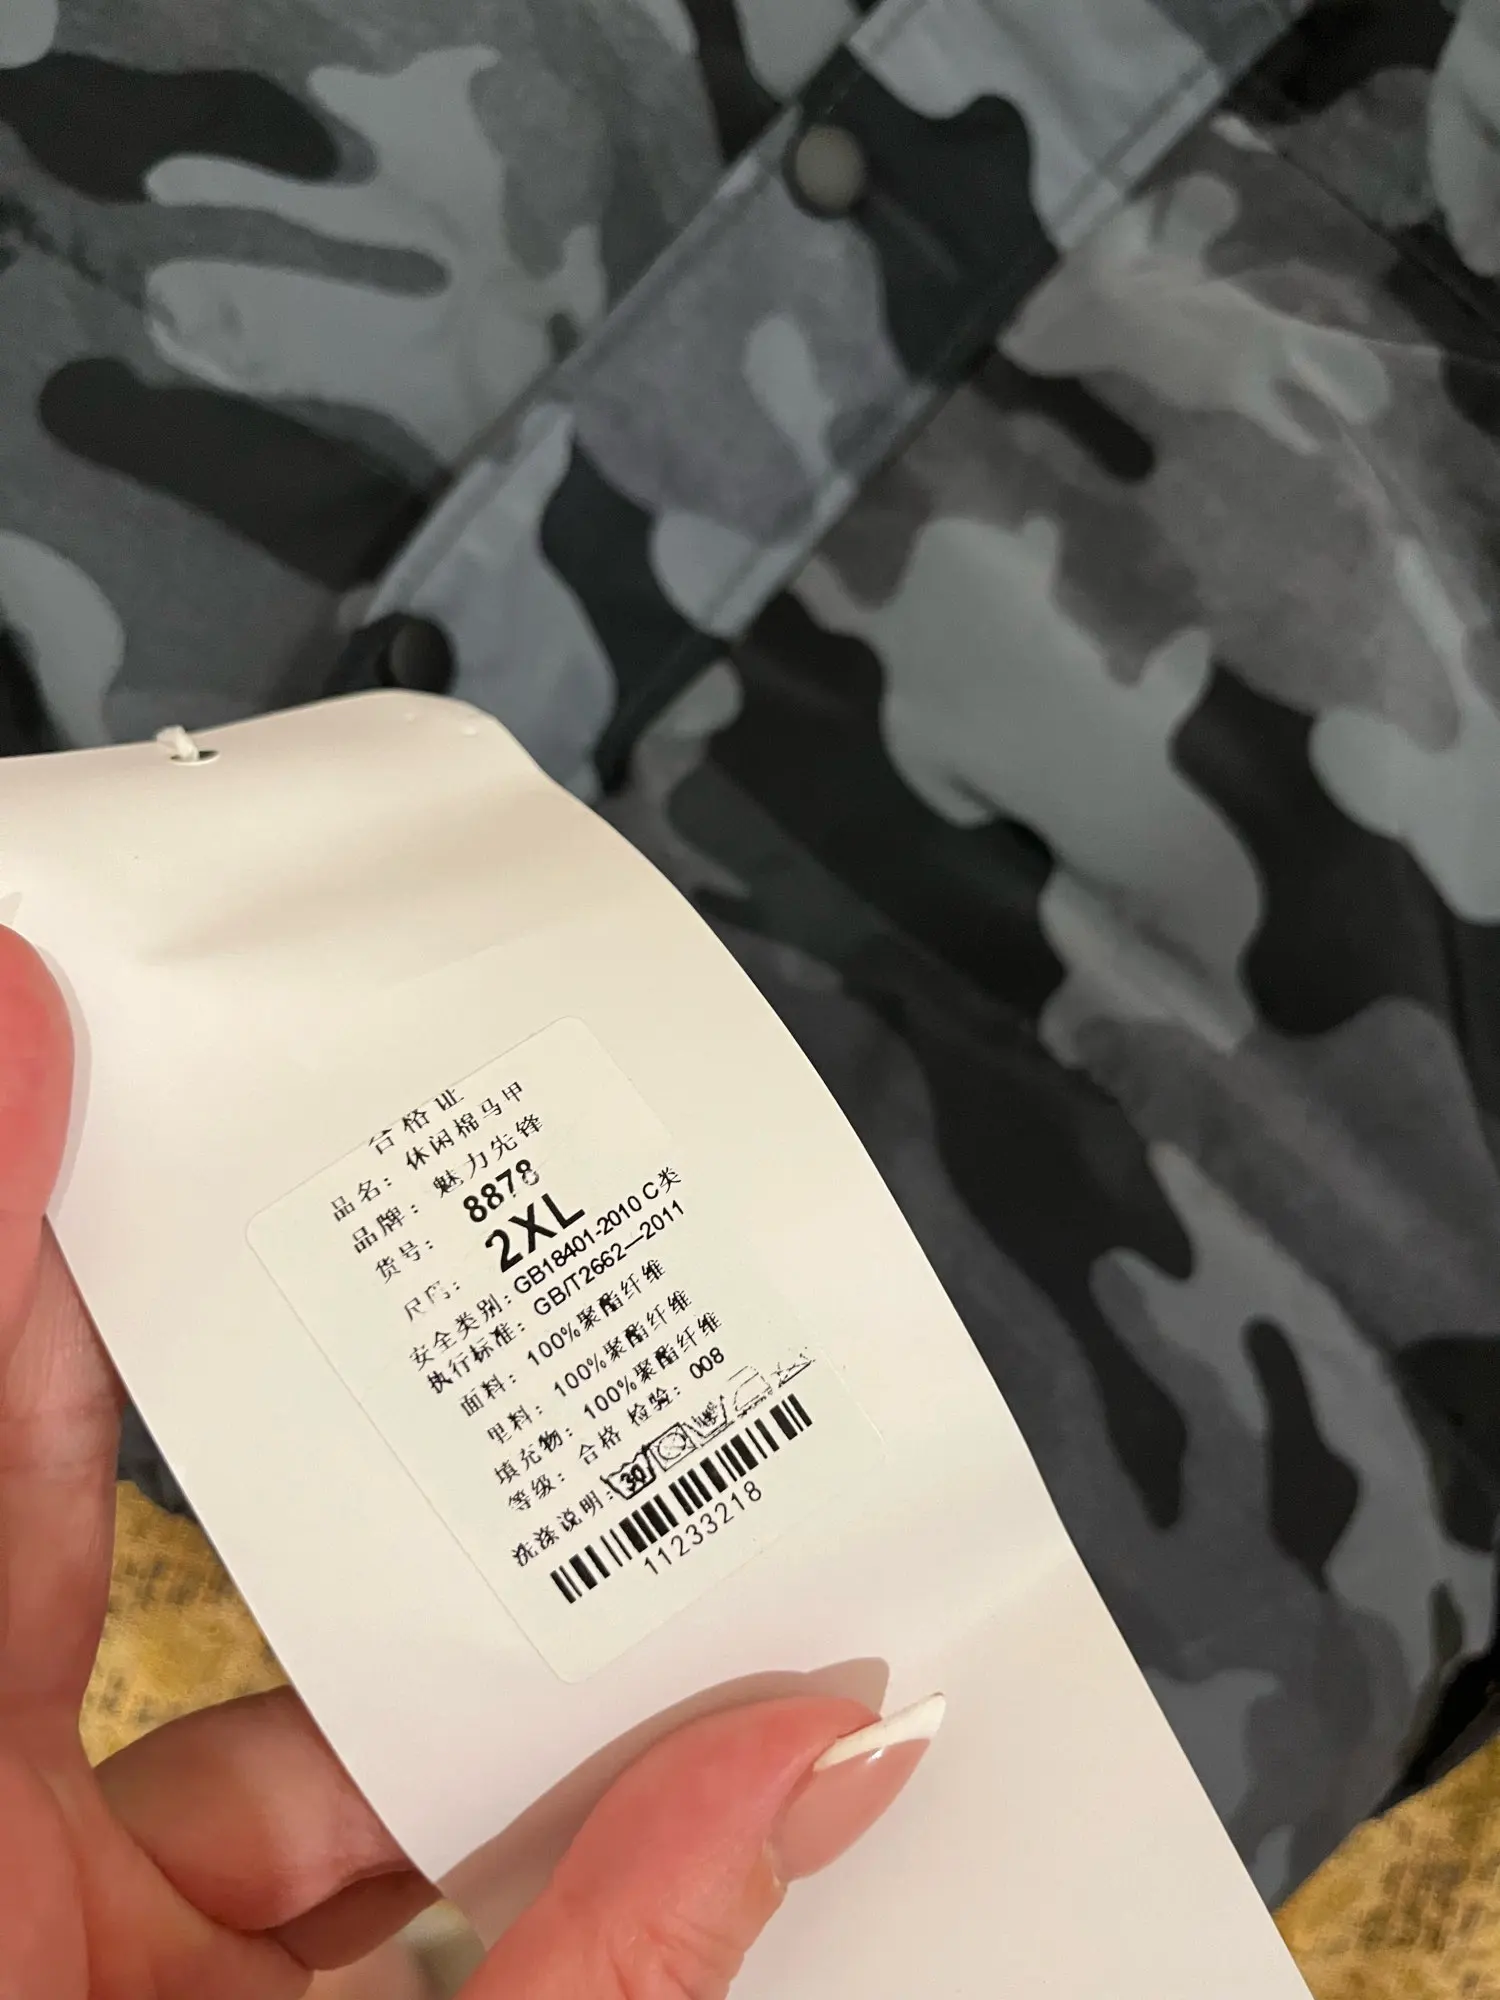 合格证
品名: 休闲棉马甲
品牌: 魅力先锋
货号: 8878
尺码: 2XL
安全类别: GB18401-2010 C类
执行标准: GB/T2662—2011
面料: 100%聚酯纤维
里料: 100%聚酯纤维
填充物: 100%聚酯纤维
等级: 合格 检验: 008
洗涤说明: 30
11233218